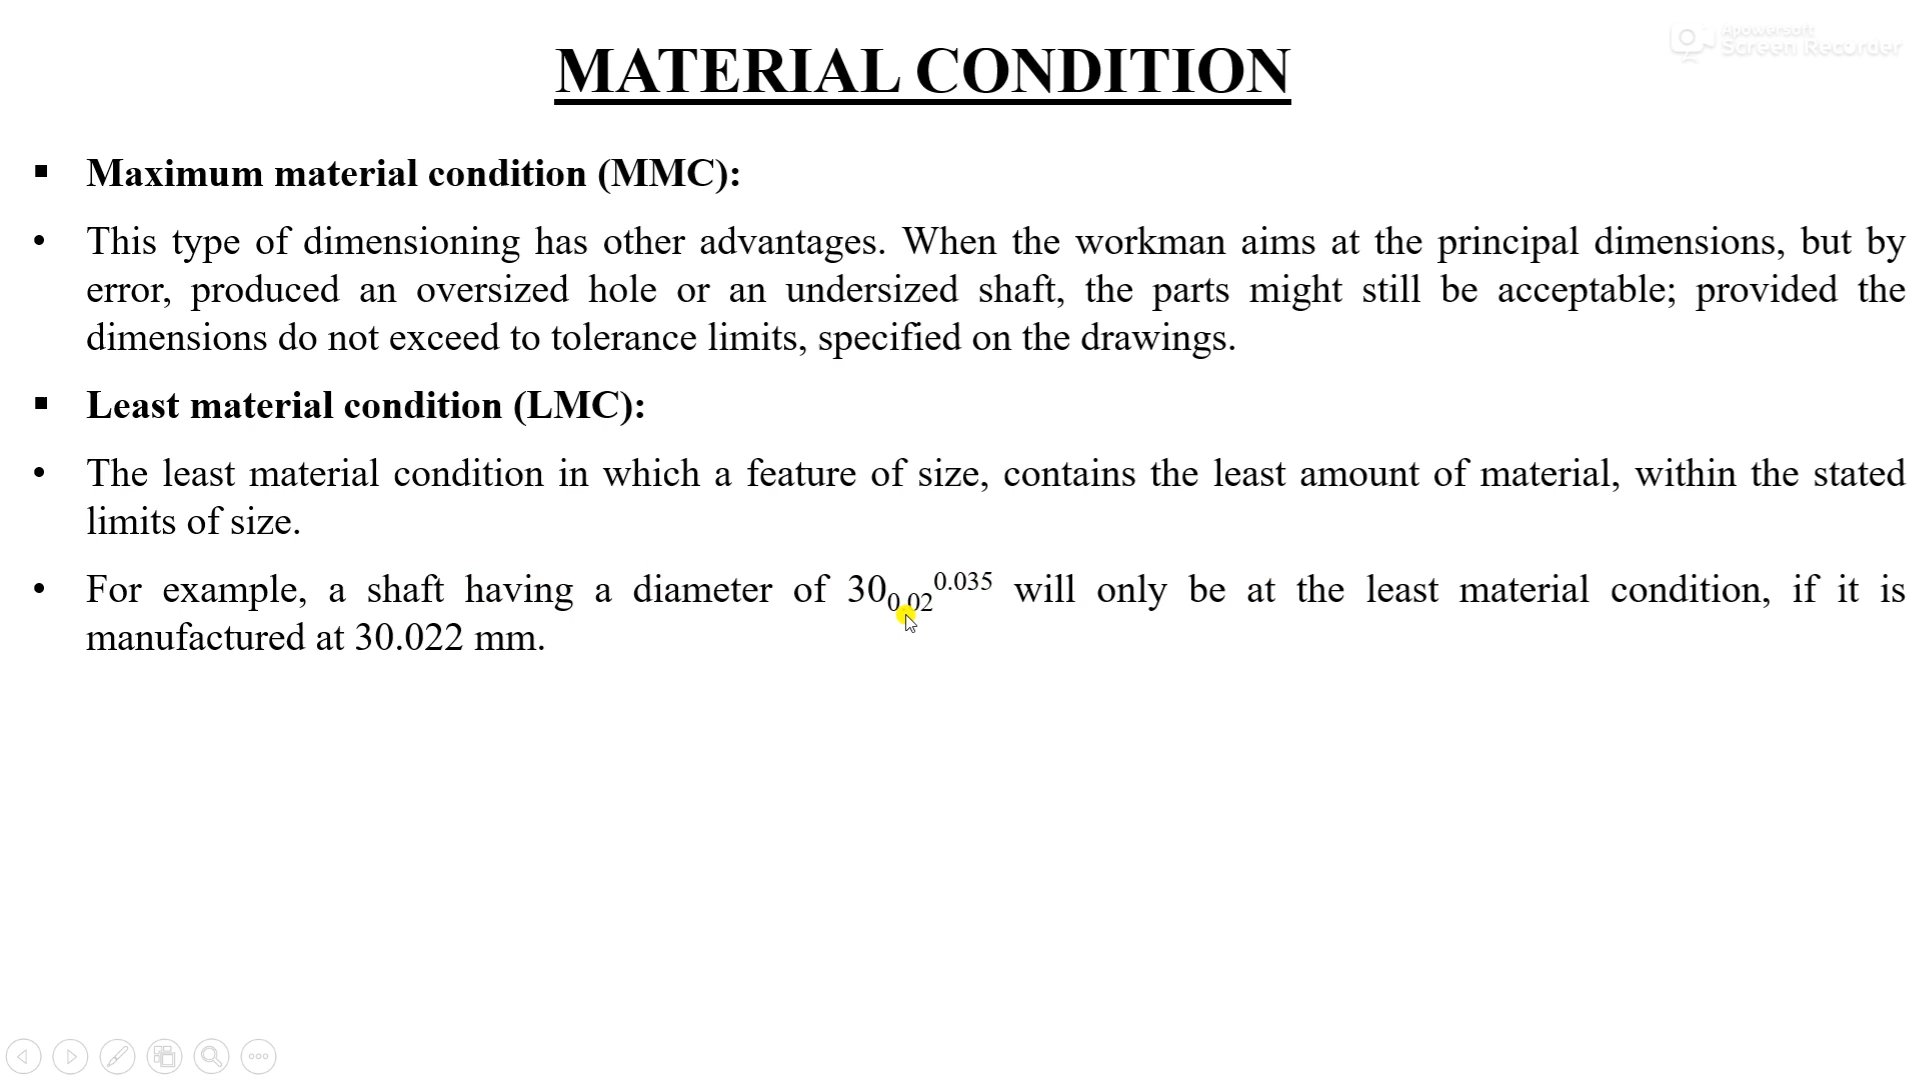 Apowersoft
Screen Recorder
MATERIAL CONDITION
▪ Maximum material condition (MMC):
• This type of dimensioning has other advantages. When the workman aims at the principal dimensions, but by
error, produced an oversized hole or an undersized shaft, the parts might still be acceptable; provided the
dimensions do not exceed to tolerance limits, specified on the drawings.
▪ Least material condition (LMC):
• The least material condition in which a feature of size, contains the least amount of material, within the stated
limits of size.
• For example, a shaft having a diameter of 30₀.₀₂⁰·⁰³⁵ will only be at the least material condition, if it is
manufactured at 30.022 mm.